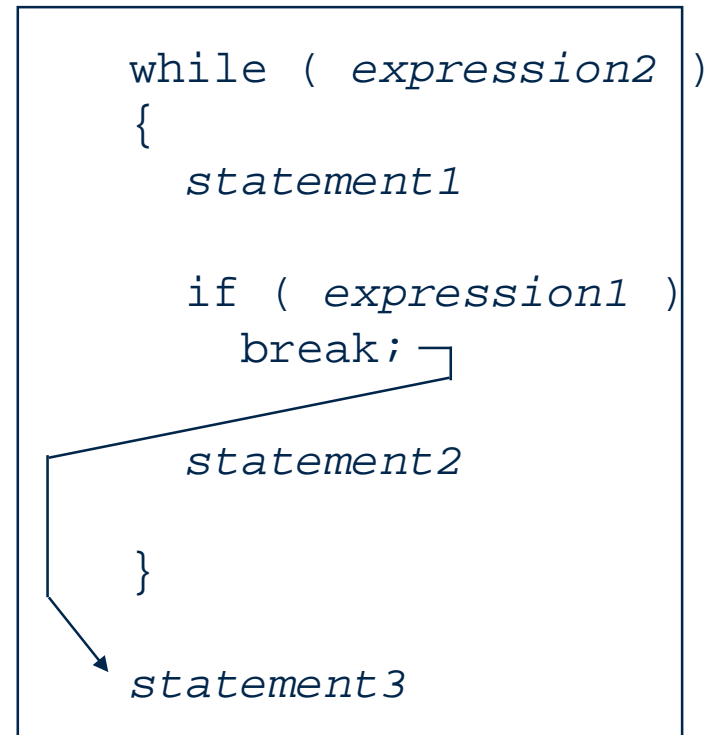 while ( expression2 )
{
statement1
if ( expression1 )
break;
statement2
}
statement3